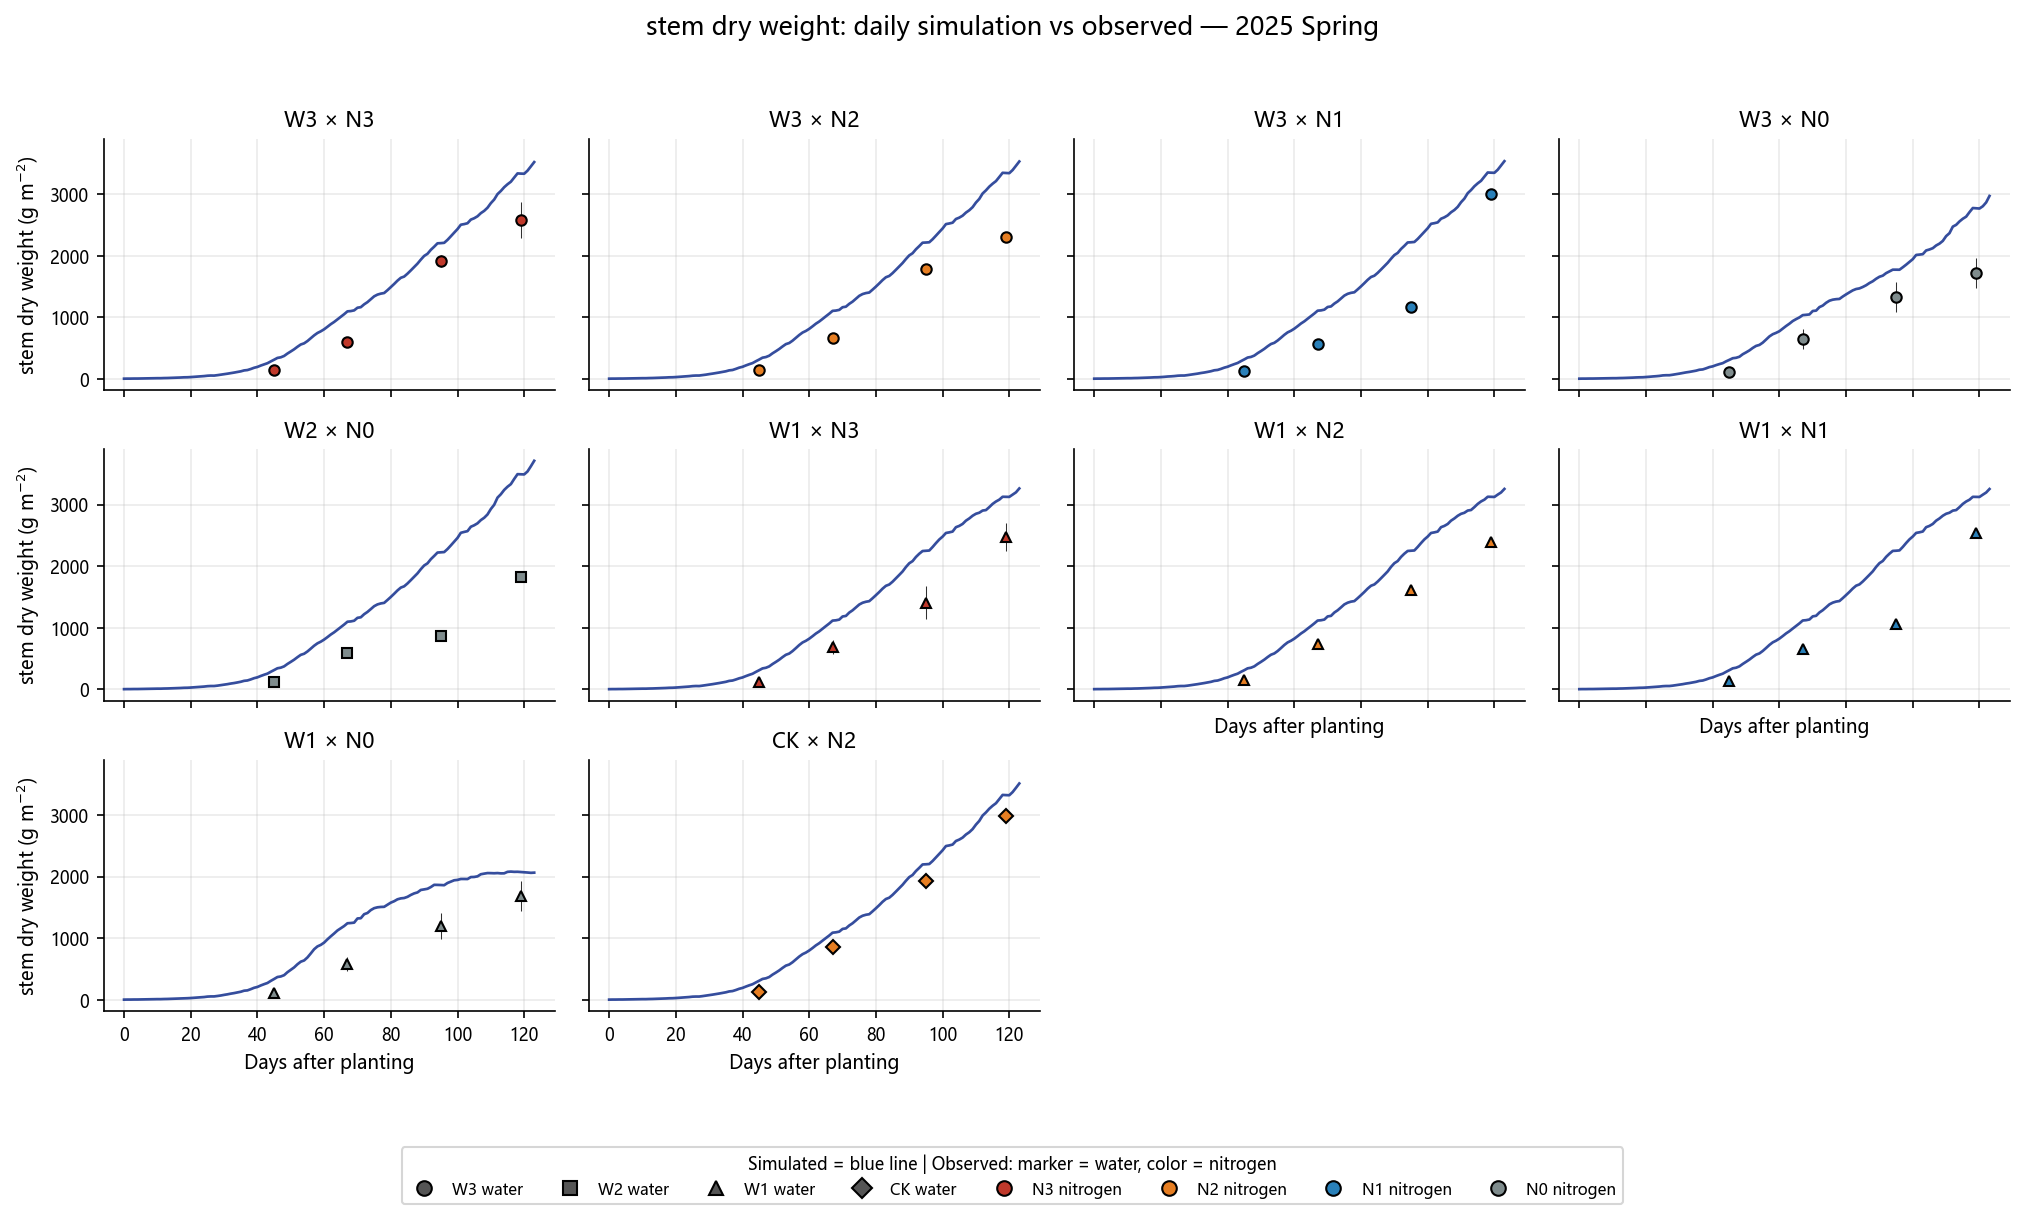 stem dry weight: daily simulation vs observed — 2025 Spring
W3 × N3
W3 × N2
W3 × N1
W3 × N0
stem dry weight (g m⁻²)
3000
2000
1000
0
W2 × N0
W1 × N3
W1 × N2
W1 × N1
stem dry weight (g m⁻²)
3000
2000
1000
0
Days after planting
Days after planting
W1 × N0
CK × N2
stem dry weight (g m⁻²)
3000
2000
1000
0
0 20 40 60 80 100 120
0 20 40 60 80 100 120
Days after planting
Days after planting
Simulated = blue line | Observed: marker = water, color = nitrogen
W3 water W2 water W1 water CK water N3 nitrogen N2 nitrogen N1 nitrogen N0 nitrogen